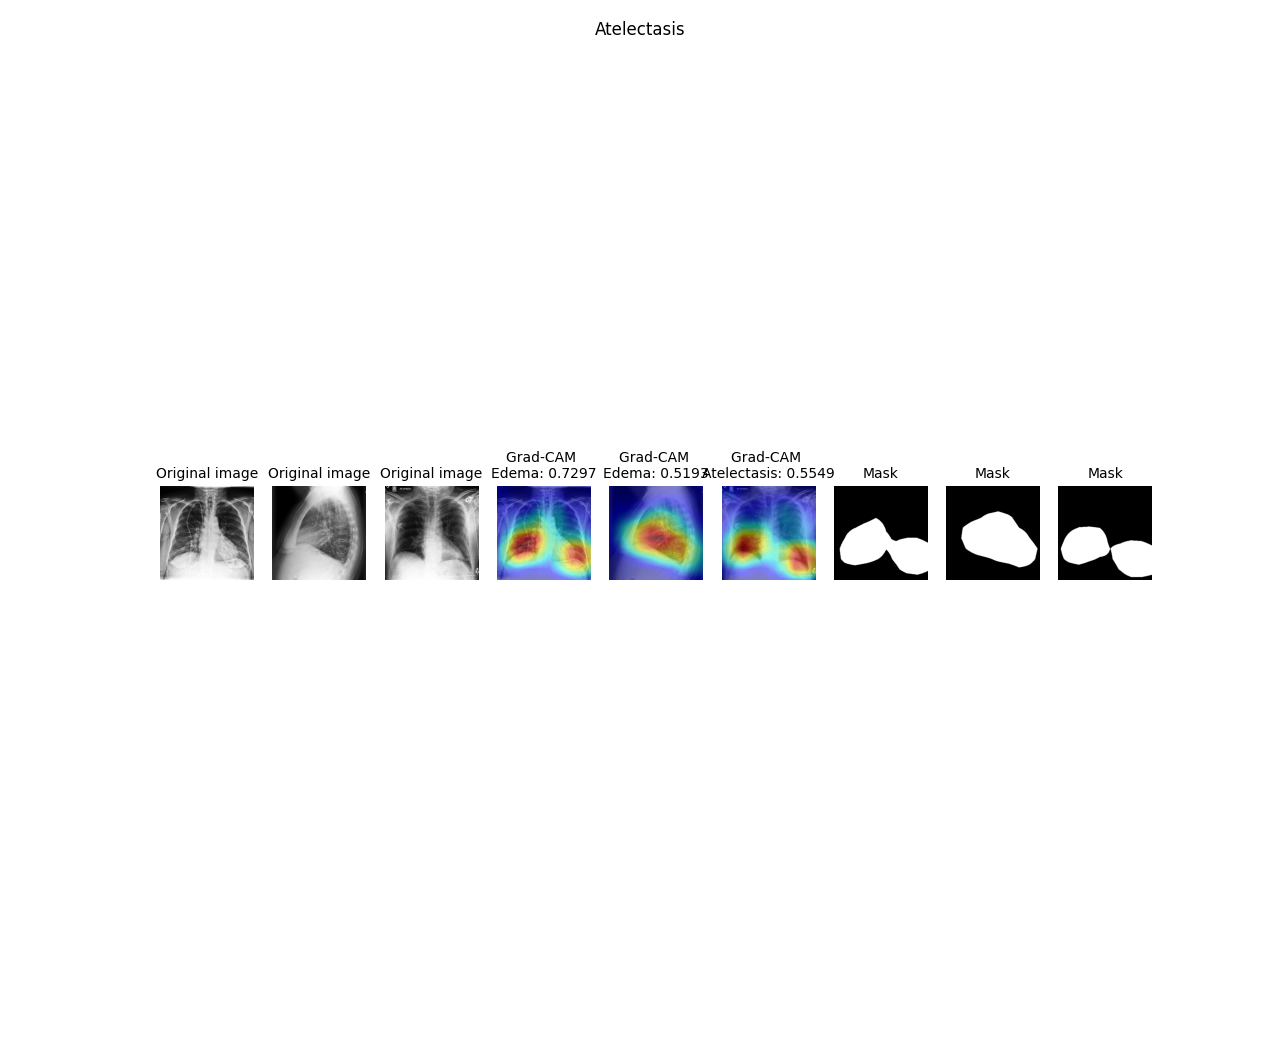 Atelectasis
Original image
Original image
Original image
Grad-CAM
Edema: 0.7297
Grad-CAM
Edema: 0.5193
Grad-CAM
Atelectasis: 0.5549
Mask
Mask
Mask